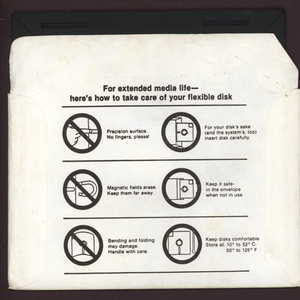 For extended media life—
here's how to take care of your flexible disk
Precision surface.
No fingers, please!
For your disk's sake
(and the system's, too)
insert disk carefully.
Magnetic fields erase.
Keep them far away.
Keep it safe-
in the envelope
when not in use
Bending and folding
may damage.
Handle with care.
Keep disks comfortable
Store at: 10° to 52° C.
50° to 125° F